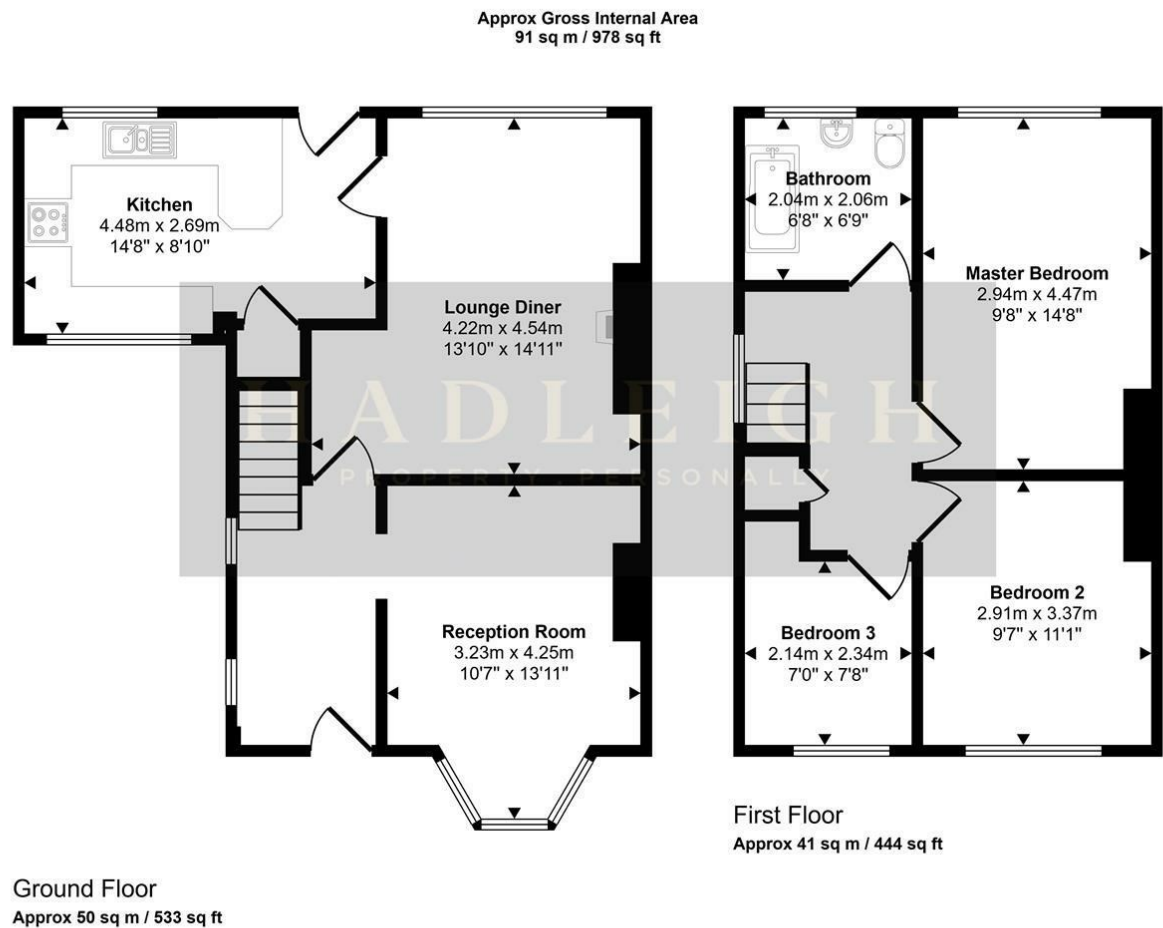 Approx Gross Internal Area
91 sq m / 978 sq ft
Kitchen
4.48m x 2.69m
14'8" x 8'10"
Lounge Diner
4.22m x 4.54m
13'10" x 14'11"
Reception Room
3.23m x 4.25m
10'7" x 13'11"
Bathroom
2.04m x 2.06m
6'8" x 6'9"
Master Bedroom
2.94m x 4.47m
9'8" x 14'8"
Bedroom 2
2.91m x 3.37m
9'7" x 11'1"
Bedroom 3
2.14m x 2.34m
7'0" x 7'8"
HADLEIGH
PROPERTY. PERSONALLY
First Floor
Approx 41 sq m / 444 sq ft
Ground Floor
Approx 50 sq m / 533 sq ft